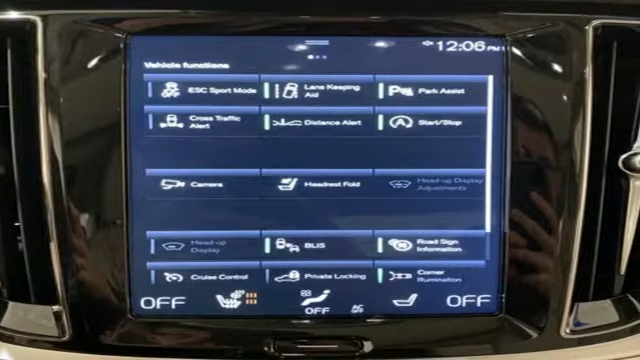 12:06 PM
Vehicle functions
ESC Sport Mode
Lane Keeping
Aid
Park Assist
Cross Traffic
Alert
Distance Alert
Start/Stop
Camera
Headrest Fold
Head-up Display
Adjustments
Head-up
Display
BLIS
Road Sign
Information
Cruise Control
Private Locking
Corner
Illumination
OFF
OFF
OFF